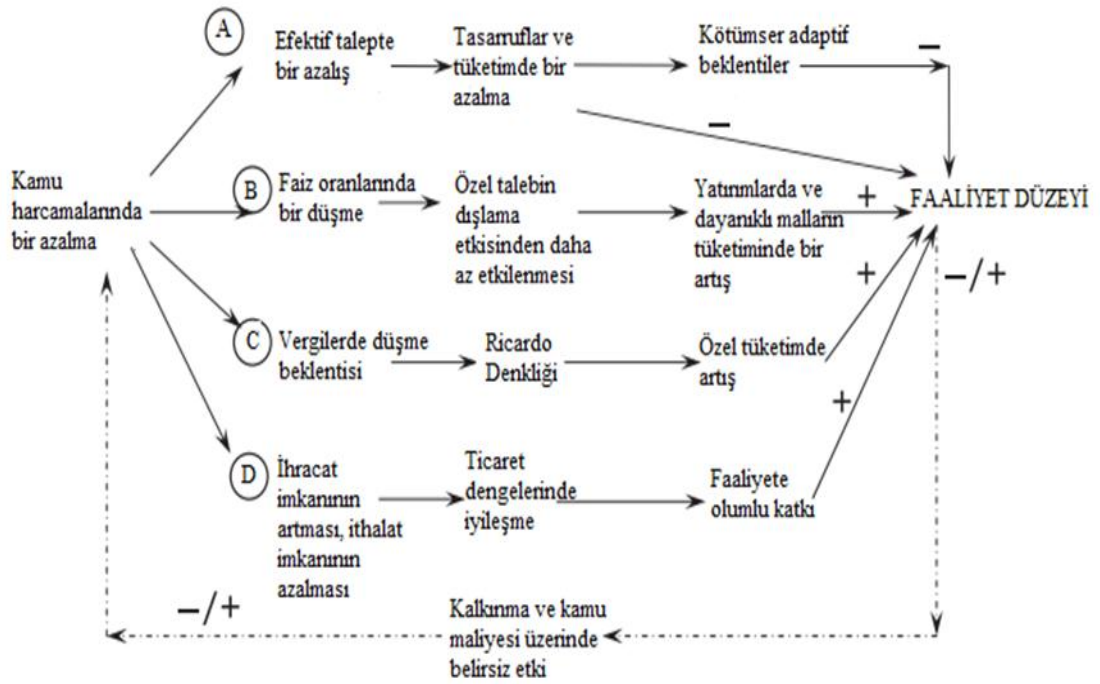 Kamu
harcamalarında
bir azalma
A
Efektif talepte
bir azalış
Tasarruflar ve
tüketimde bir
azalma
Kötümser adaptif
beklentiler
−
−
B
Faiz oranlarında
bir düşme
Özel talebin
dışlama
etkisinden daha
az etkilenmesi
Yatırımlarda ve
dayanıklı malların
tüketiminde bir
artış
+
FAALİYET DÜZEYİ
+
−/+
C
Vergilerde düşme
beklentisi
Ricardo
Denkliği
Özel tüketimde
artış
+
D
İhracat
imkanının
artması, ithalat
imkanının
azalması
Ticaret
dengelerinde
iyileşme
Faaliyete
olumlu katkı
−/+
Kalkınma ve kamu
maliyesi üzerinde
belirsiz etki